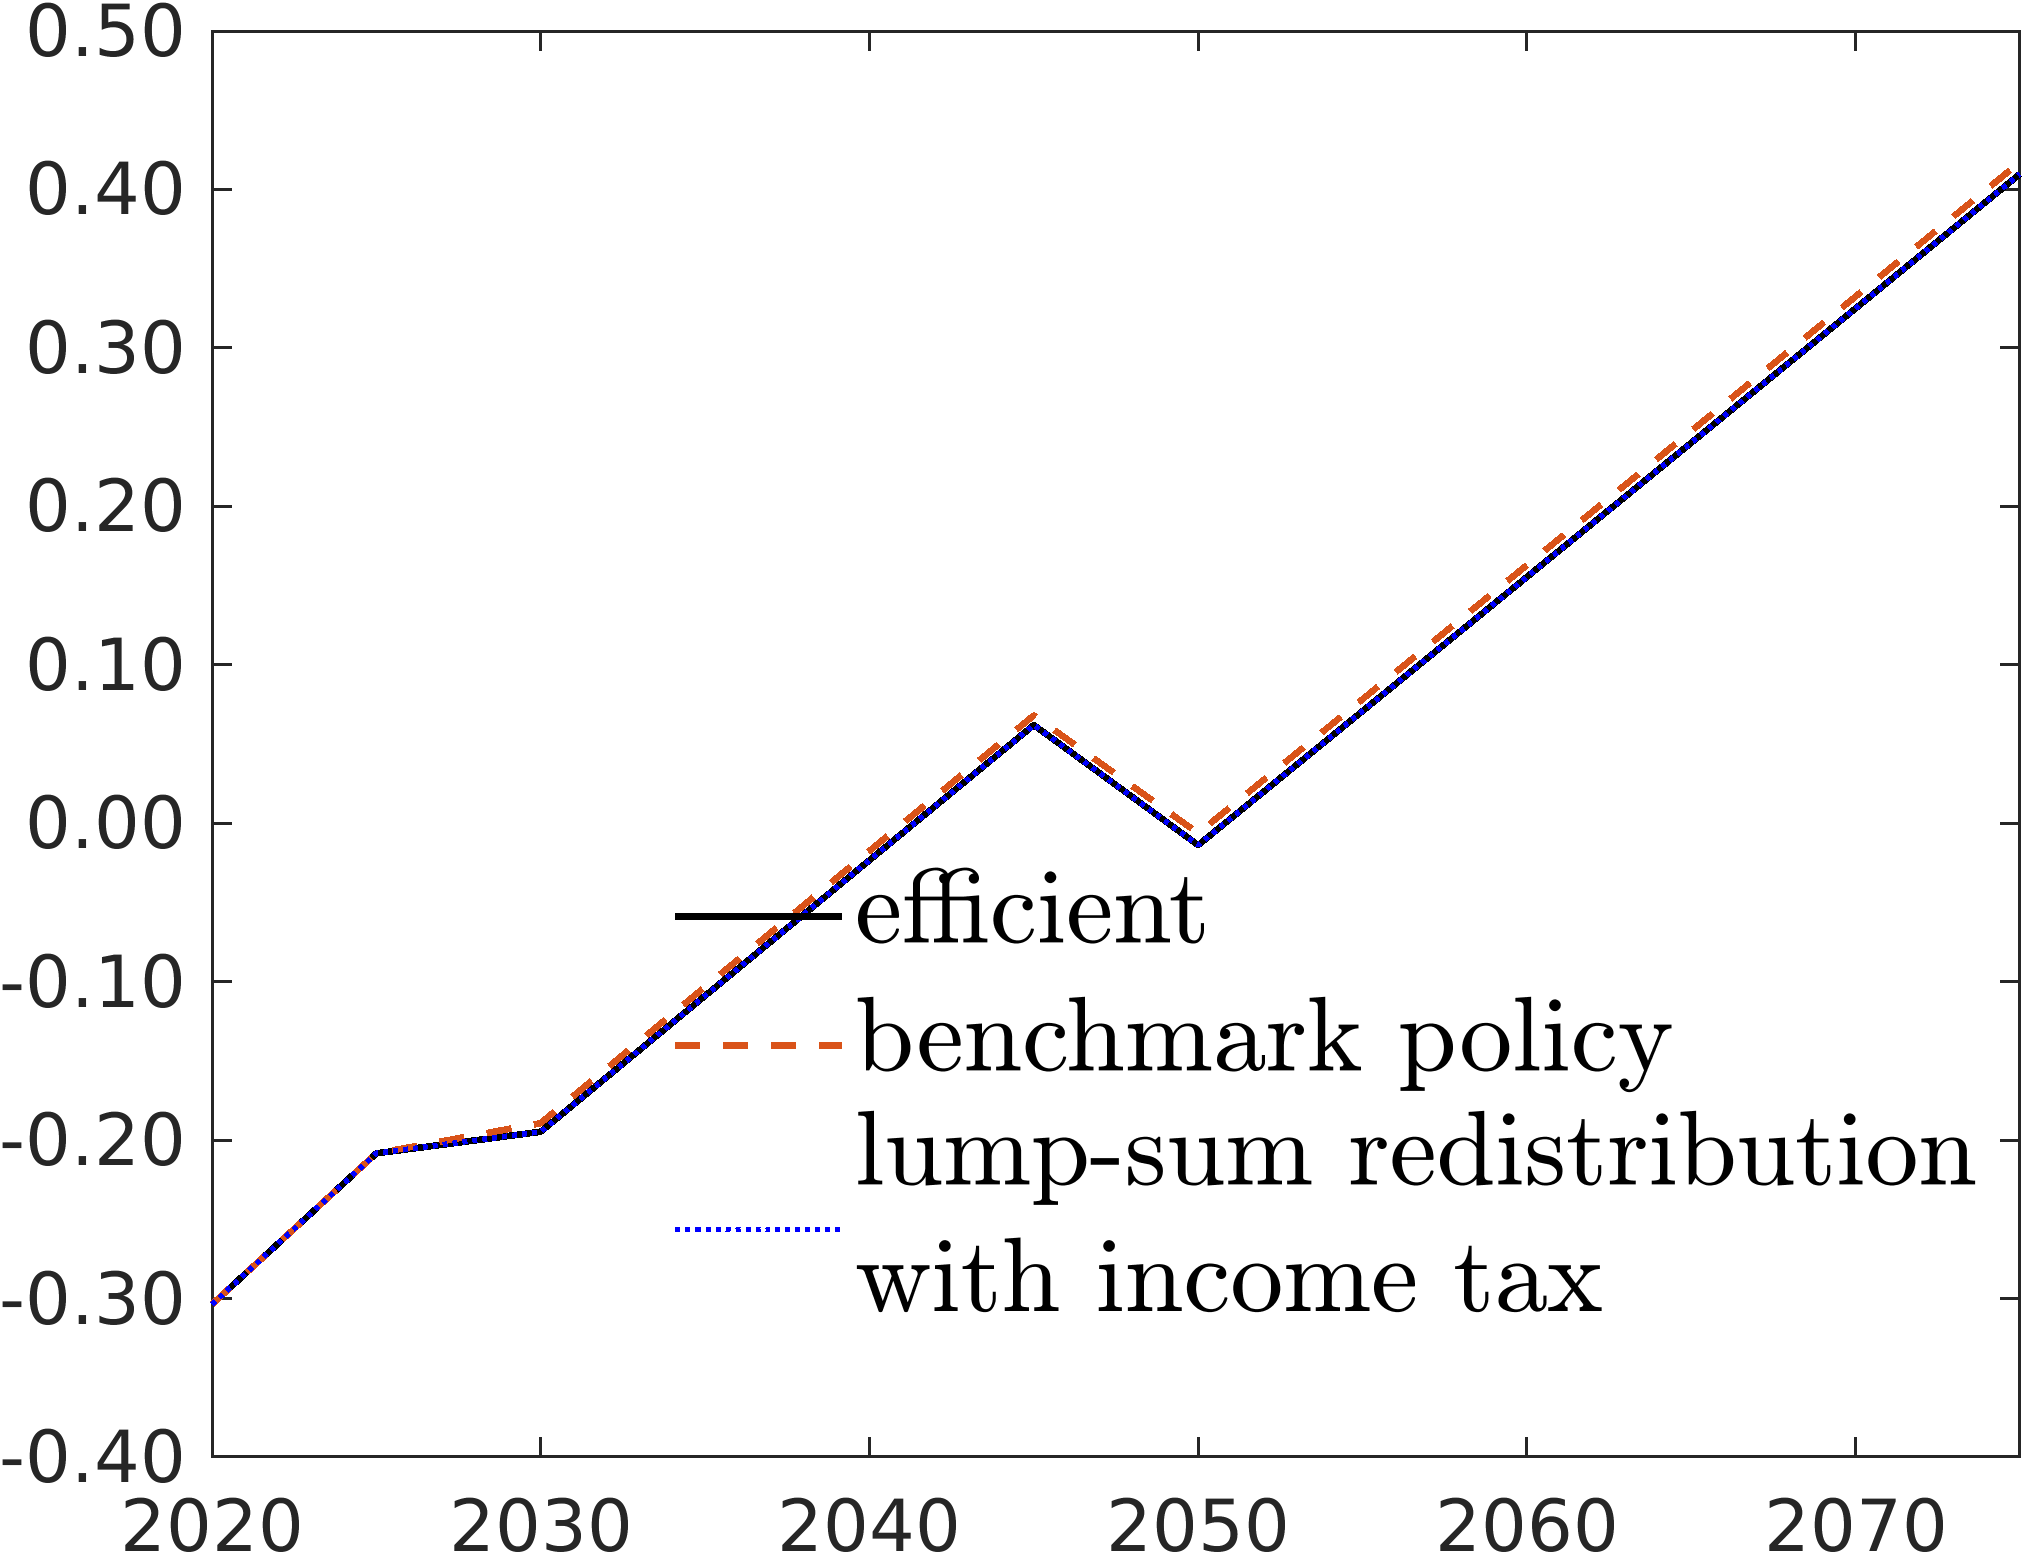 0.50
0.40
0.30
0.20
0.10
0.00
-0.10
-0.20
-0.30
-0.40
efficient
benchmark policy
lump-sum redistribution
with income tax
2020 2030 2040 2050 2060 2070